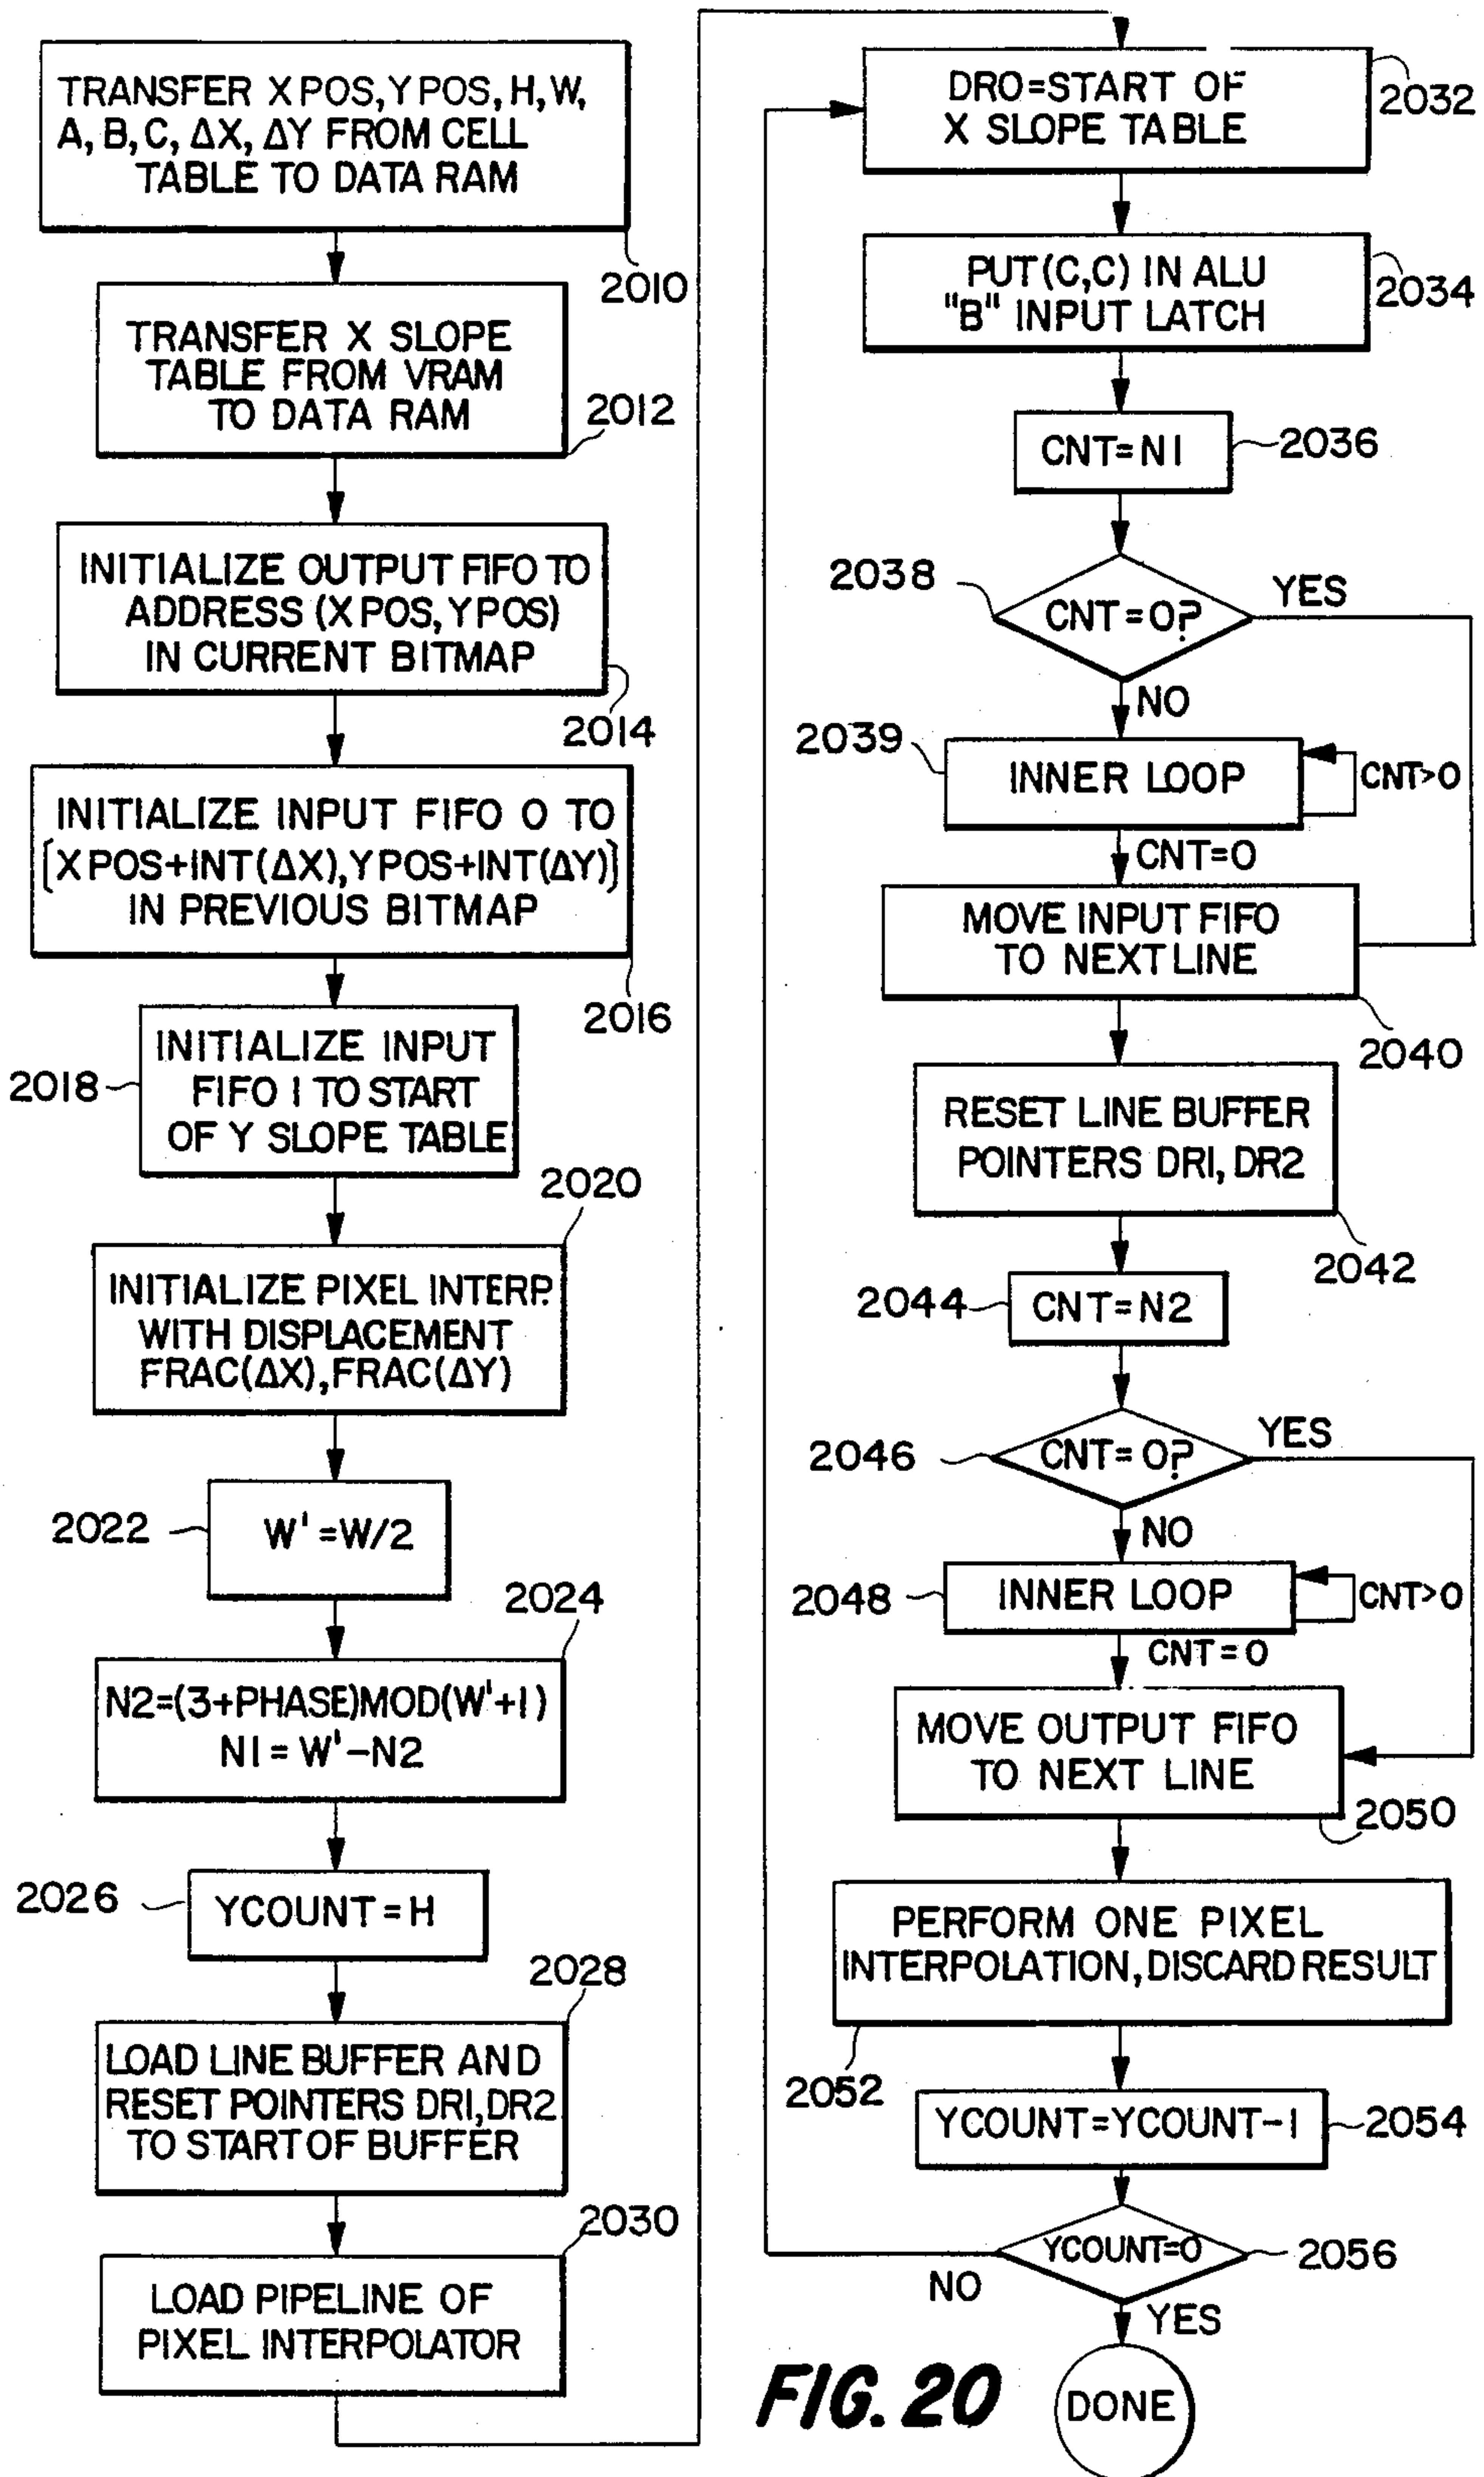 TRANSFER X POS, Y POS, H, W,
A, B, C, ΔX, ΔY FROM CELL
TABLE TO DATA RAM
2010
TRANSFER X SLOPE
TABLE FROM VRAM
TO DATA RAM
2012
INITIALIZE OUTPUT FIFO TO
ADDRESS (X POS, Y POS)
IN CURRENT BITMAP
2014
INITIALIZE INPUT FIFO 0 TO
[X POS+INT(ΔX), Y POS+INT(ΔY)]
IN PREVIOUS BITMAP
2016
2018
INITIALIZE INPUT
FIFO 1 TO START
OF Y SLOPE TABLE
2020
INITIALIZE PIXEL INTERP.
WITH DISPLACEMENT
FRAC(ΔX), FRAC(ΔY)
2022
W'=W/2
2024
N2=(3+PHASE)MOD(W'+1)
N1=W'-N2
2026
YCOUNT=H
2028
LOAD LINE BUFFER AND
RESET POINTERS DR1, DR2
TO START OF BUFFER
2030
LOAD PIPELINE OF
PIXEL INTERPOLATOR
DRO=START OF
X SLOPE TABLE
2032
PUT (C,C) IN ALU
"B" INPUT LATCH
2034
CNT=N1
2036
2038
CNT=0?
YES
NO
2039
INNER LOOP
CNT>0
CNT=0
MOVE INPUT FIFO
TO NEXT LINE
2040
RESET LINE BUFFER
POINTERS DR1, DR2
2042
2044
CNT=N2
2046
CNT=0?
YES
NO
2048
INNER LOOP
CNT>0
CNT=0
MOVE OUTPUT FIFO
TO NEXT LINE
2050
PERFORM ONE PIXEL
INTERPOLATION, DISCARD RESULT
2052
YCOUNT=YCOUNT-1
2054
YCOUNT=0
2056
NO
YES
DONE
FIG. 20